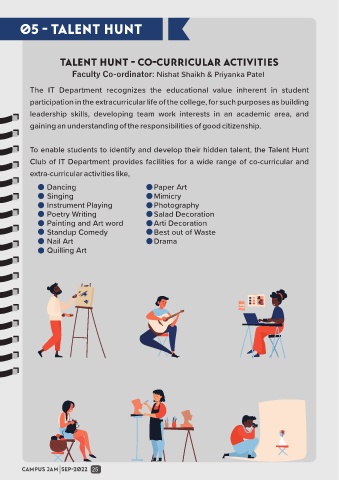 05 - TALENT HUNT
TALENT HUNT - CO-CURRICULAR ACTIVITIES
Faculty Co-ordinator: Nishat Shaikh & Priyanka Patel
The IT Department recognizes the educational value inherent in student
participation in the extracurricular life of the college, for such purposes as building
leadership skills, developing team work interests in an academic area, and
gaining an understanding of the responsibilities of good citizenship.
To enable students to identify and develop their hidden talent, the Talent Hunt
Club of IT Department provides facilities for a wide range of co-curricular and
extra-curricular activities like,
● Dancing
● Singing
● Instrument Playing
● Poetry Writing
● Painting and Art word
● Standup Comedy
● Nail Art
● Quilling Art
● Paper Art
● Mimicry
● Photography
● Salad Decoration
● Arti Decoration
● Best out of Waste
● Drama
CAMPUS JAM|SEP-2022 25